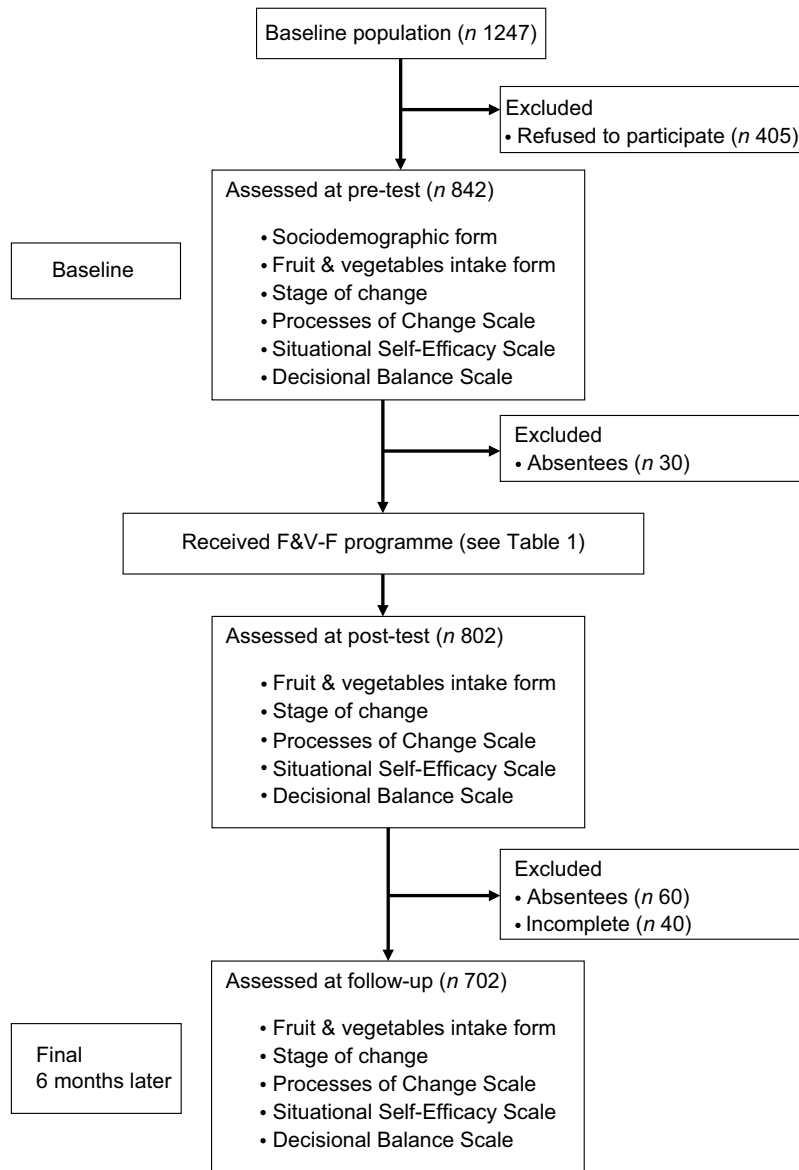 Baseline population (n 1247)
Excluded
• Refused to participate (n 405)
Assessed at pre-test (n 842)
• Sociodemographic form
• Fruit & vegetables intake form
• Stage of change
• Processes of Change Scale
• Situational Self-Efficacy Scale
• Decisional Balance Scale
Baseline
Excluded
• Absentees (n 30)
Received F&V-F programme (see Table 1)
Assessed at post-test (n 802)
• Fruit & vegetables intake form
• Stage of change
• Processes of Change Scale
• Situational Self-Efficacy Scale
• Decisional Balance Scale
Excluded
• Absentees (n 60)
• Incomplete (n 40)
Assessed at follow-up (n 702)
• Fruit & vegetables intake form
• Stage of change
• Processes of Change Scale
• Situational Self-Efficacy Scale
• Decisional Balance Scale
Final
6 months later